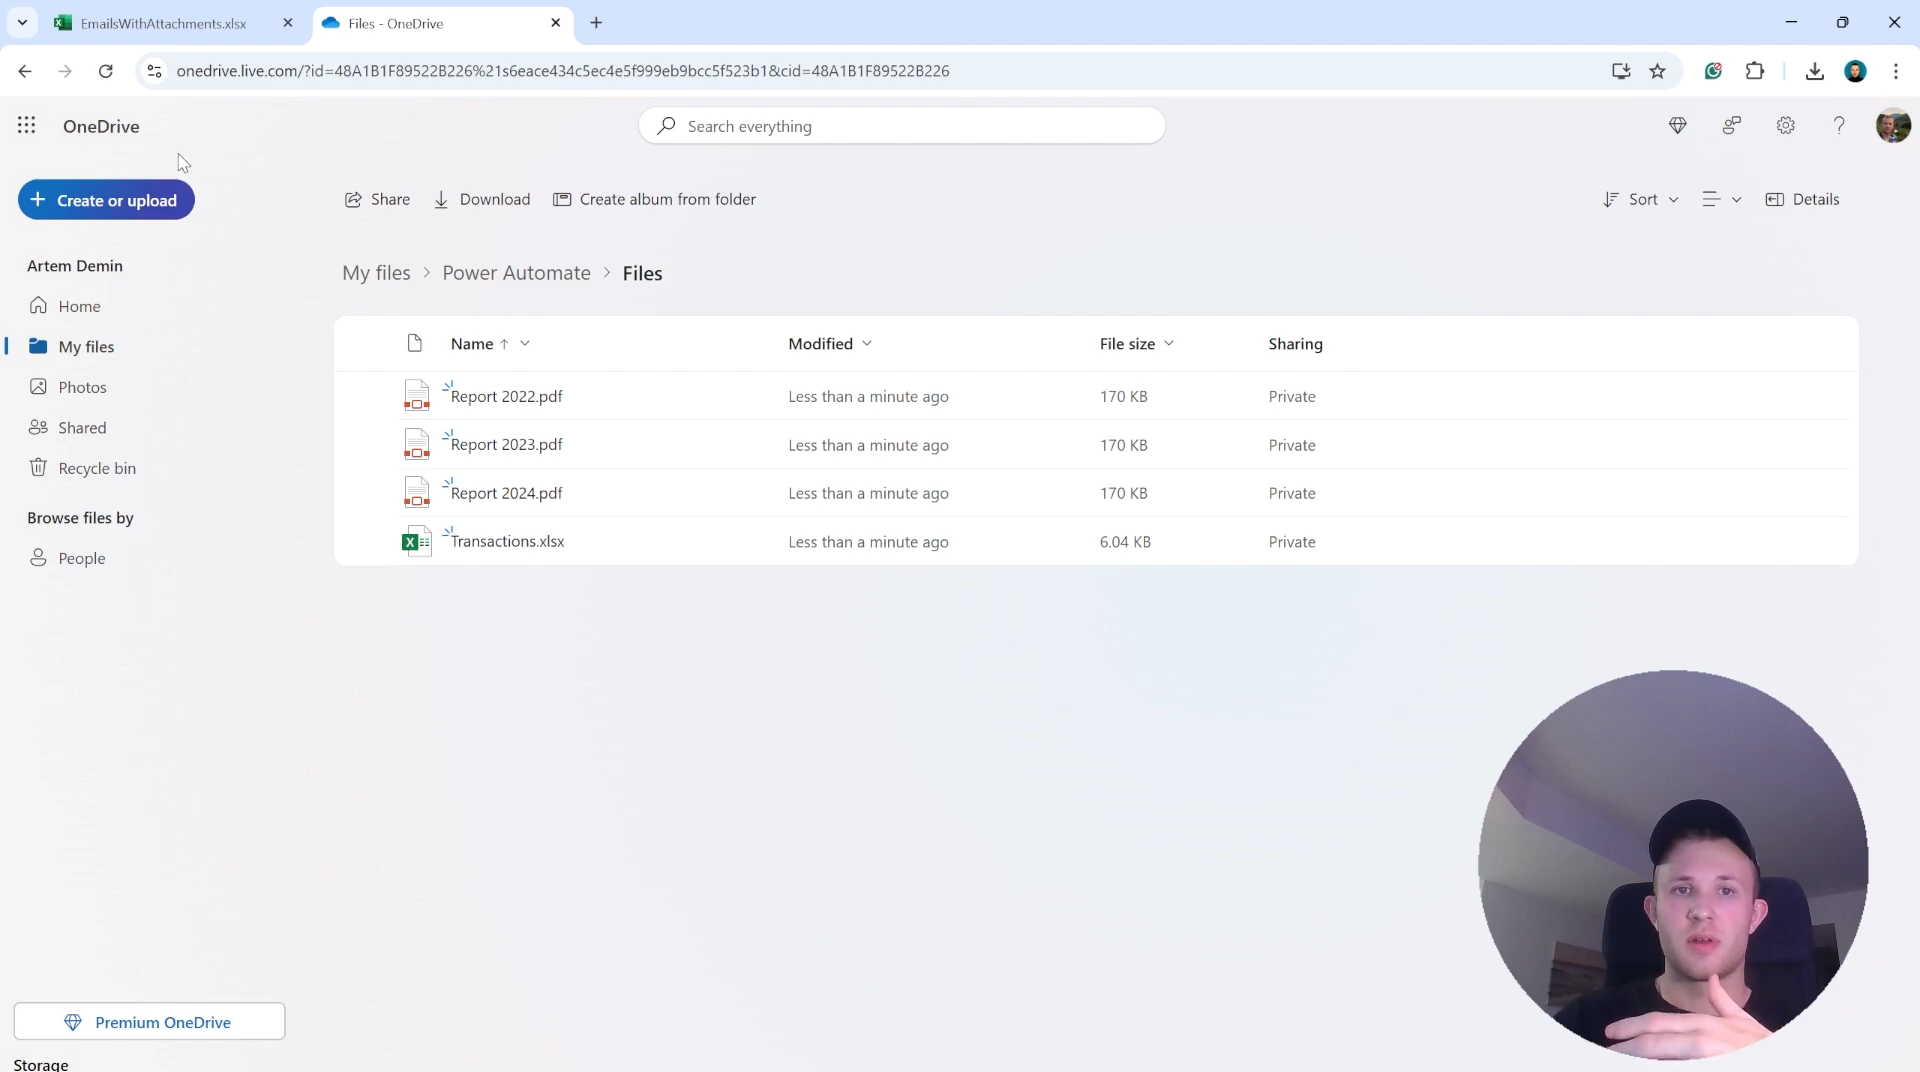 EmailsWithAttachments.xlsx
Files - OneDrive
onedrive.live.com/?id=48A1B1F89522B226%21s6eace434c5ec4e5f999eb9bcc5f523b1&cid=48A1B1F89522B226
OneDrive
Search everything
Create or upload
Share
Download
Create album from folder
Sort
Details
Artem Demin
Home
My files
Photos
Shared
Recycle bin
Browse files by
People
My files > Power Automate > Files
Name Modified File size Sharing
Report 2022.pdf Less than a minute ago 170 KB Private
Report 2023.pdf Less than a minute ago 170 KB Private
Report 2024.pdf Less than a minute ago 170 KB Private
Transactions.xlsx Less than a minute ago 6.04 KB Private
Premium OneDrive
Storage